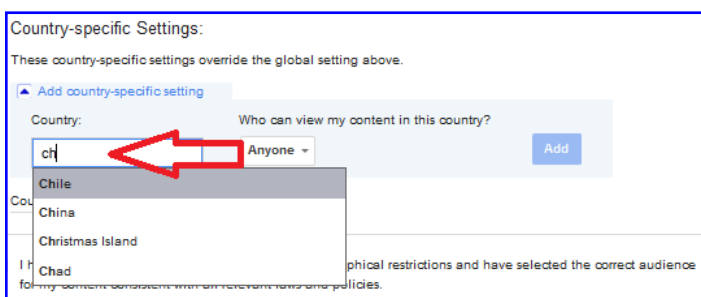 Country-specific Settings:
These country-specific settings override the global setting above.
Add country-specific setting
Country: Who can view my content in this country?
ch Anyone Add
Chile
Cou
China
Christmas Island
I h phical restrictions and have selected the correct audience
Chad
for my content consistent with all relevant laws and policies.